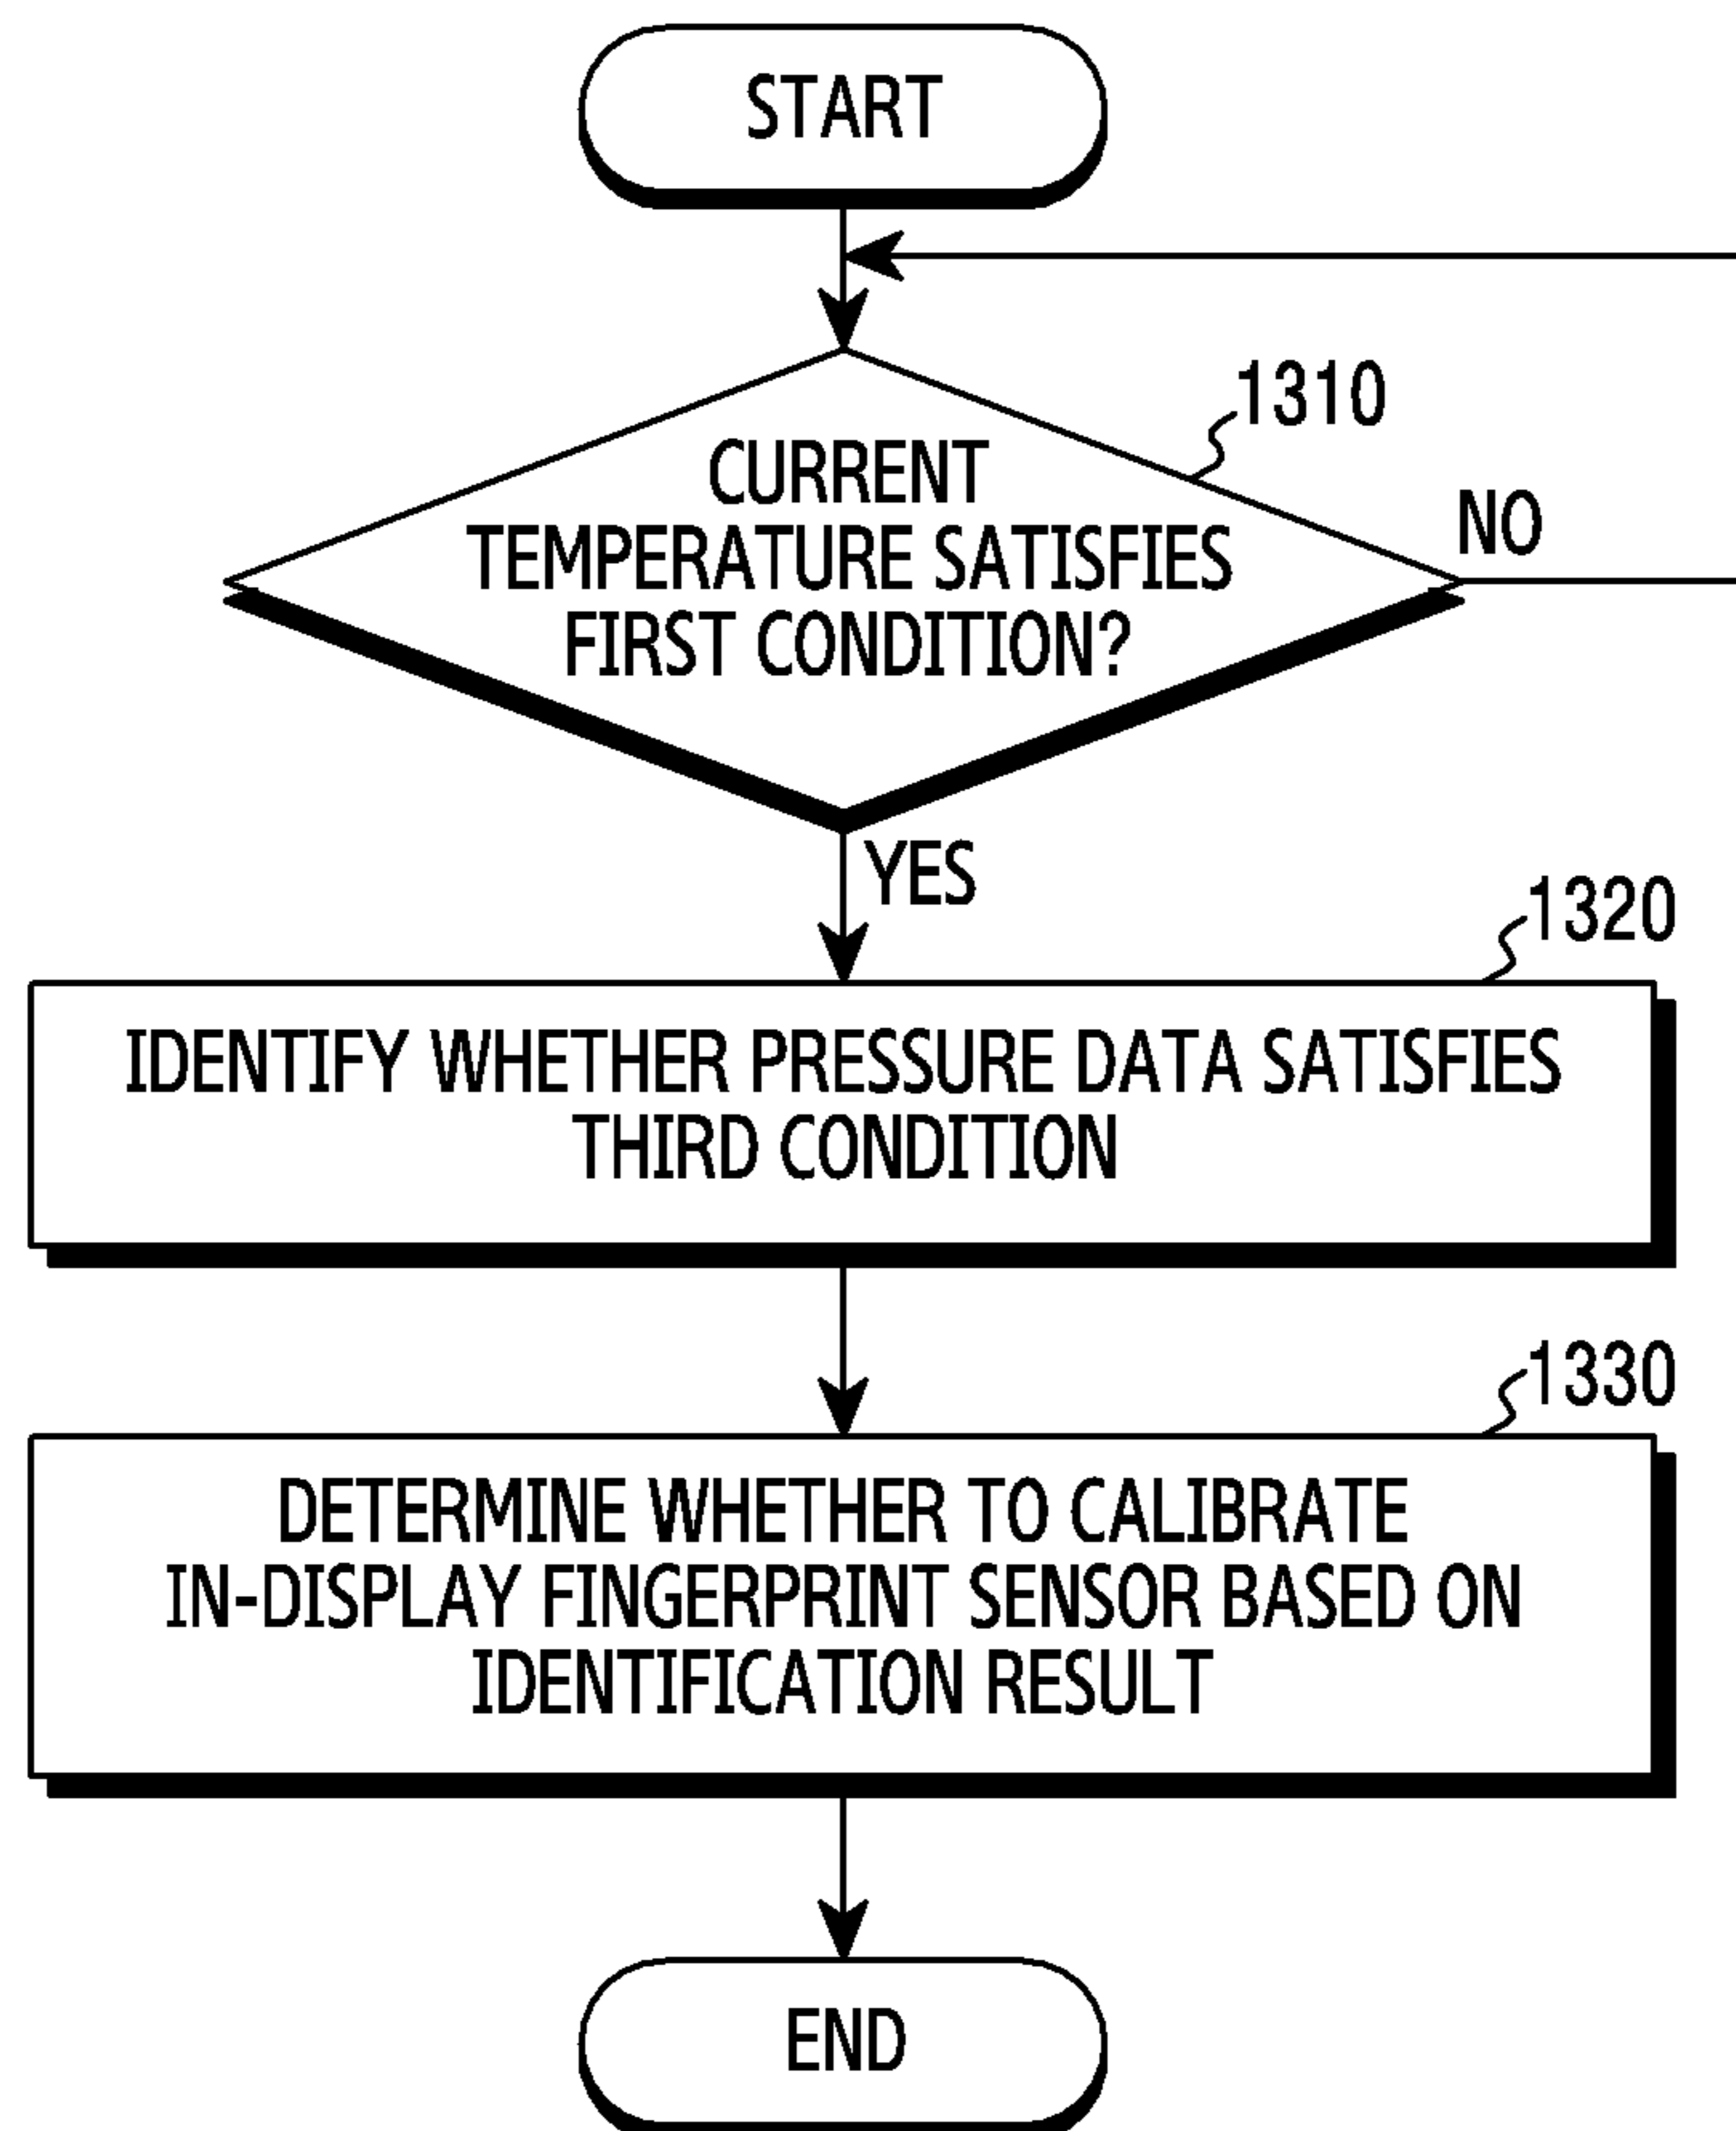 START
1310
CURRENT
TEMPERATURE SATISFIES
FIRST CONDITION?
NO
YES
1320
IDENTIFY WHETHER PRESSURE DATA SATISFIES
THIRD CONDITION
1330
DETERMINE WHETHER TO CALIBRATE
IN-DISPLAY FINGERPRINT SENSOR BASED ON
IDENTIFICATION RESULT
END